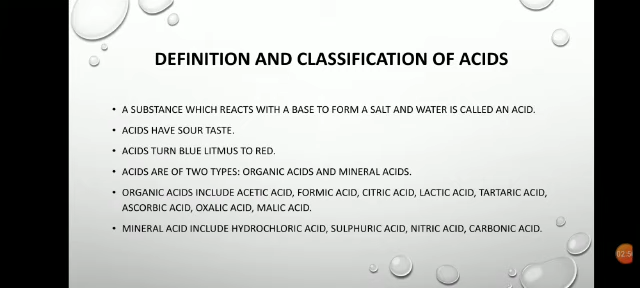 DEFINITION AND CLASSIFICATION OF ACIDS
• A SUBSTANCE WHICH REACTS WITH A BASE TO FORM A SALT AND WATER IS CALLED AN ACID.
• ACIDS HAVE SOUR TASTE.
• ACIDS TURN BLUE LITMUS TO RED.
• ACIDS ARE OF TWO TYPES: ORGANIC ACIDS AND MINERAL ACIDS.
• ORGANIC ACIDS INCLUDE ACETIC ACID, FORMIC ACID, CITRIC ACID, LACTIC ACID, TARTARIC ACID,
ASCORBIC ACID, OXALIC ACID, MALIC ACID.
• MINERAL ACID INCLUDE HYDROCHLORIC ACID, SULPHURIC ACID, NITRIC ACID, CARBONIC ACID.